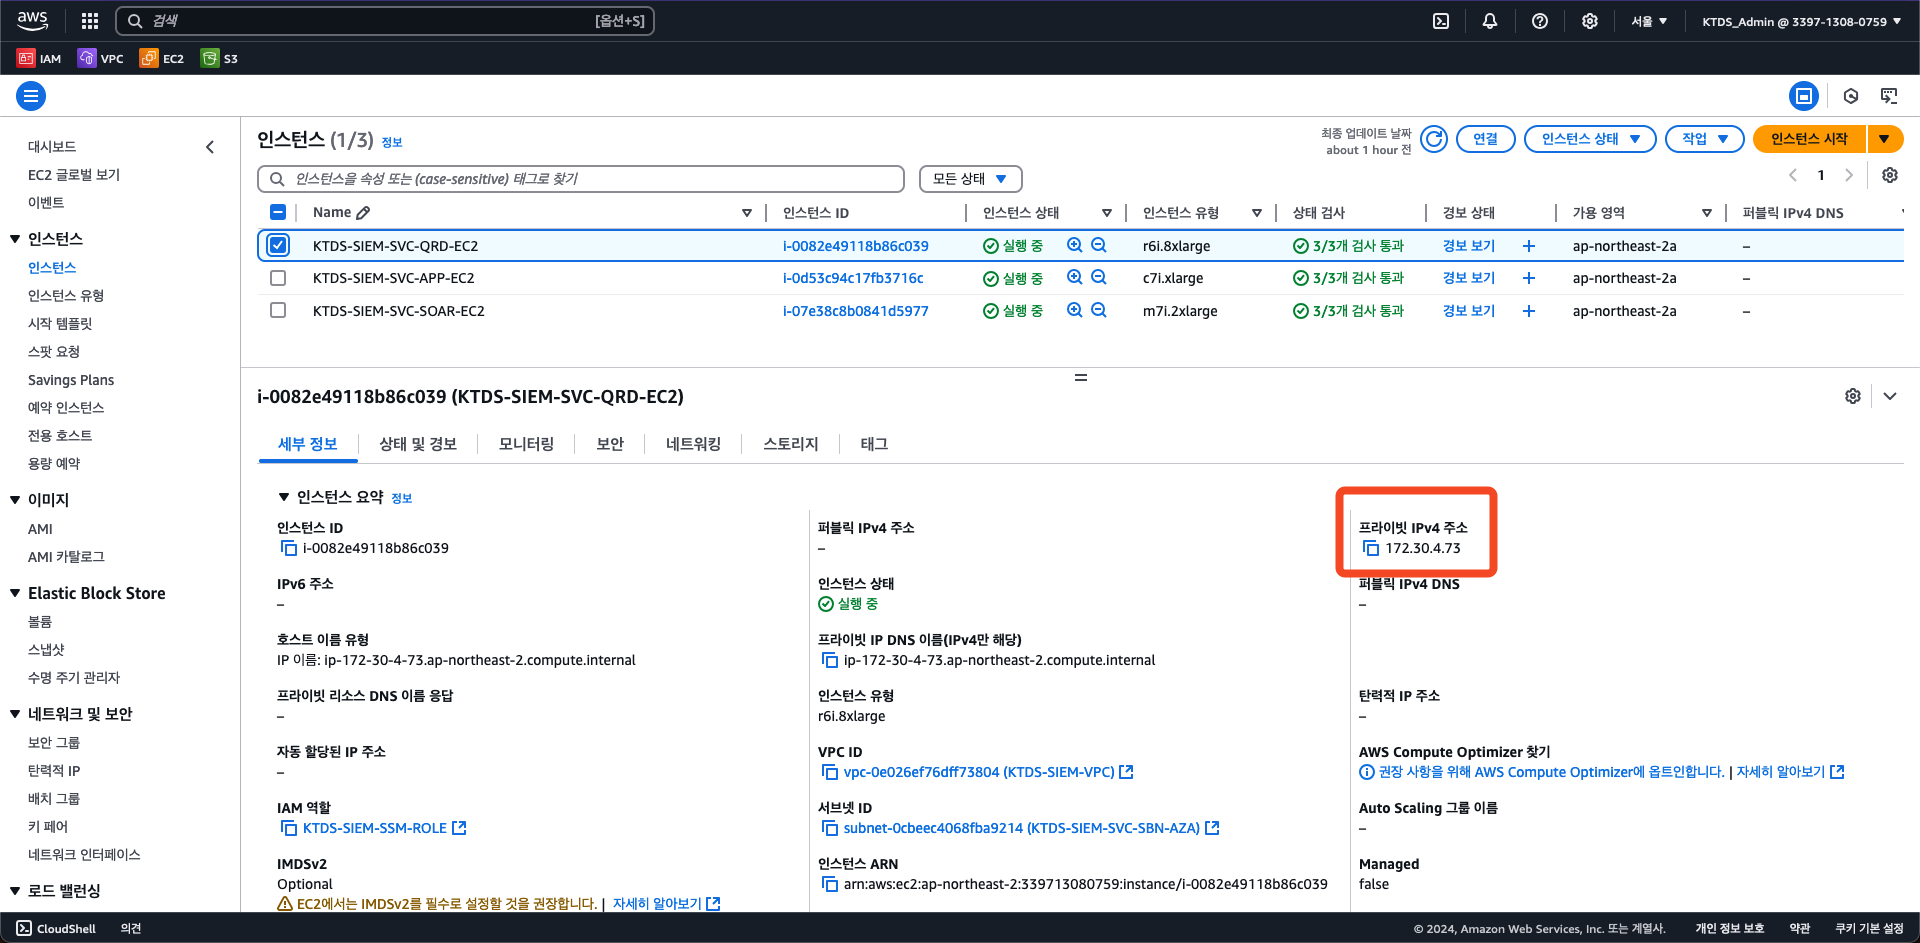 aws
검색
[옵션+S]
서울 ▼
KTDS_Admin @ 3397-1308-0759 ▼
IAM
VPC
EC2
S3
대시보드
EC2 글로벌 보기
이벤트
인스턴스
인스턴스
인스턴스 유형
시작 템플릿
스팟 요청
Savings Plans
예약 인스턴스
전용 호스트
용량 예약
이미지
AMI
AMI 카탈로그
Elastic Block Store
볼륨
스냅샷
수명 주기 관리자
네트워크 및 보안
보안 그룹
탄력적 IP
배치 그룹
키 페어
네트워크 인터페이스
로드 밸런싱
인스턴스 (1/3) 정보
최종 업데이트 날짜
about 1 hour 전
연결
인스턴스 상태
작업
인스턴스 시작
인스턴스을 속성 또는 (case-sensitive) 태그로 찾기
모든 상태
1
Name 인스턴스 ID 인스턴스 상태 인스턴스 유형 상태 검사 경보 상태 가용 영역 퍼블릭 IPv4 DNS
KTDS-SIEM-SVC-QRD-EC2 i-0082e49118b86c039 실행 중 r6i.8xlarge 3/3개 검사 통과 경보 보기 + ap-northeast-2a –
KTDS-SIEM-SVC-APP-EC2 i-0d53c94c17fb3716c 실행 중 c7i.xlarge 3/3개 검사 통과 경보 보기 + ap-northeast-2a –
KTDS-SIEM-SVC-SOAR-EC2 i-07e38c8b0841d5977 실행 중 m7i.2xlarge 3/3개 검사 통과 경보 보기 + ap-northeast-2a –
i-0082e49118b86c039 (KTDS-SIEM-SVC-QRD-EC2)
세부 정보
상태 및 경보
모니터링
보안
네트워킹
스토리지
태그
인스턴스 요약 정보
인스턴스 ID
i-0082e49118b86c039
퍼블릭 IPv4 주소
–
프라이빗 IPv4 주소
172.30.4.73
IPv6 주소
–
인스턴스 상태
실행 중
퍼블릭 IPv4 DNS
–
호스트 이름 유형
IP 이름: ip-172-30-4-73.ap-northeast-2.compute.internal
프라이빗 IP DNS 이름(IPv4만 해당)
ip-172-30-4-73.ap-northeast-2.compute.internal
프라이빗 리소스 DNS 이름 응답
–
인스턴스 유형
r6i.8xlarge
탄력적 IP 주소
–
자동 할당된 IP 주소
–
VPC ID
vpc-0e026ef76dff73804 (KTDS-SIEM-VPC)
AWS Compute Optimizer 찾기
권장 사항을 위해 AWS Compute Optimizer에 옵트인합니다. | 자세히 알아보기
IAM 역할
KTDS-SIEM-SSM-ROLE
서브넷 ID
subnet-0cbeec4068fba9214 (KTDS-SIEM-SVC-SBN-AZA)
Auto Scaling 그룹 이름
–
IMDSv2
Optional
EC2에서는 IMDSv2를 필수로 설정할 것을 권장합니다. | 자세히 알아보기
인스턴스 ARN
arn:aws:ec2:ap-northeast-2:339713080759:instance/i-0082e49118b86c039
Managed
false
CloudShell
의견
© 2024, Amazon Web Services, Inc. 또는 계열사.
개인 정보 보호
약관
쿠키 기본 설정